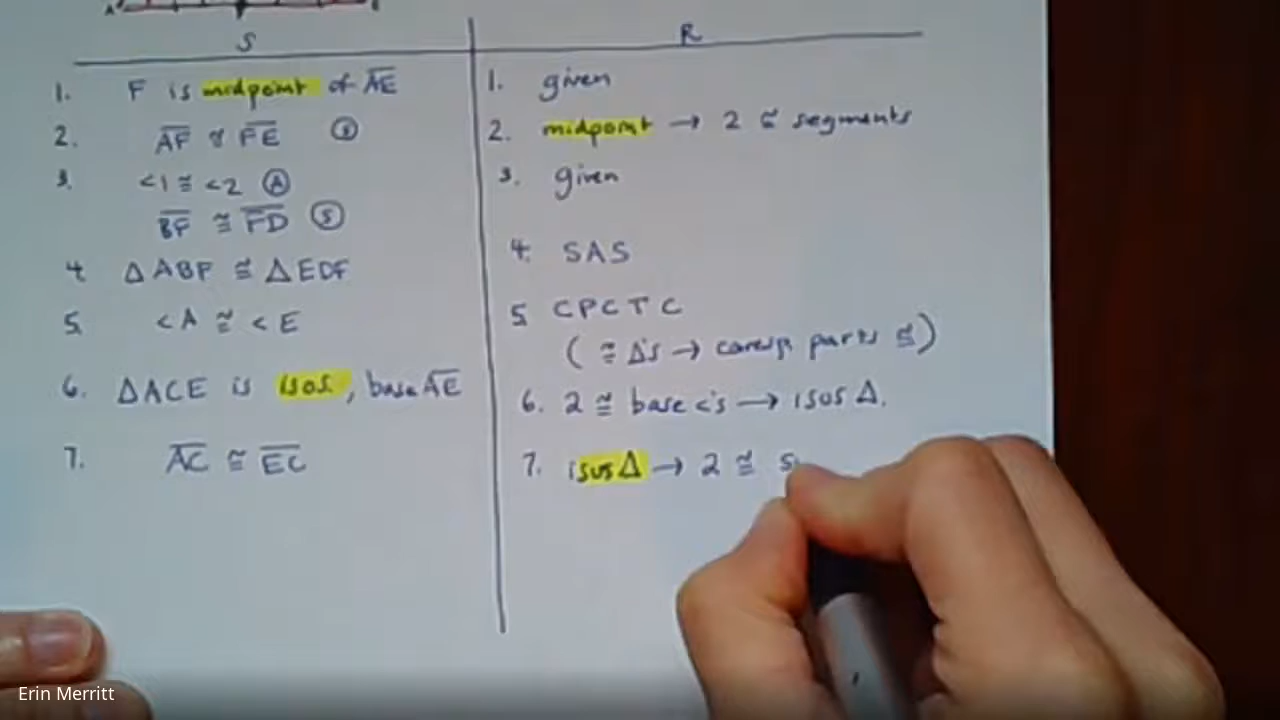 S
R
1. F is midpoint of AE
1. given
2. AF ≅ FE Ⓢ
2. midpoint → 2 ≅ segments
3. <1 ≅ <2 Ⓐ
3. given
BF ≅ FD Ⓢ
4. △ABF ≅ △EDF
4. SAS
5. <A ≅ <E
5 CPCTC
( ≅ △'s → corresp parts ≅ )
6. △ACE is isos, base AE
6. 2 ≅ base <'s → isos △.
7. AC ≅ EC
7. isos △ → 2 ≅ s
Erin Merritt